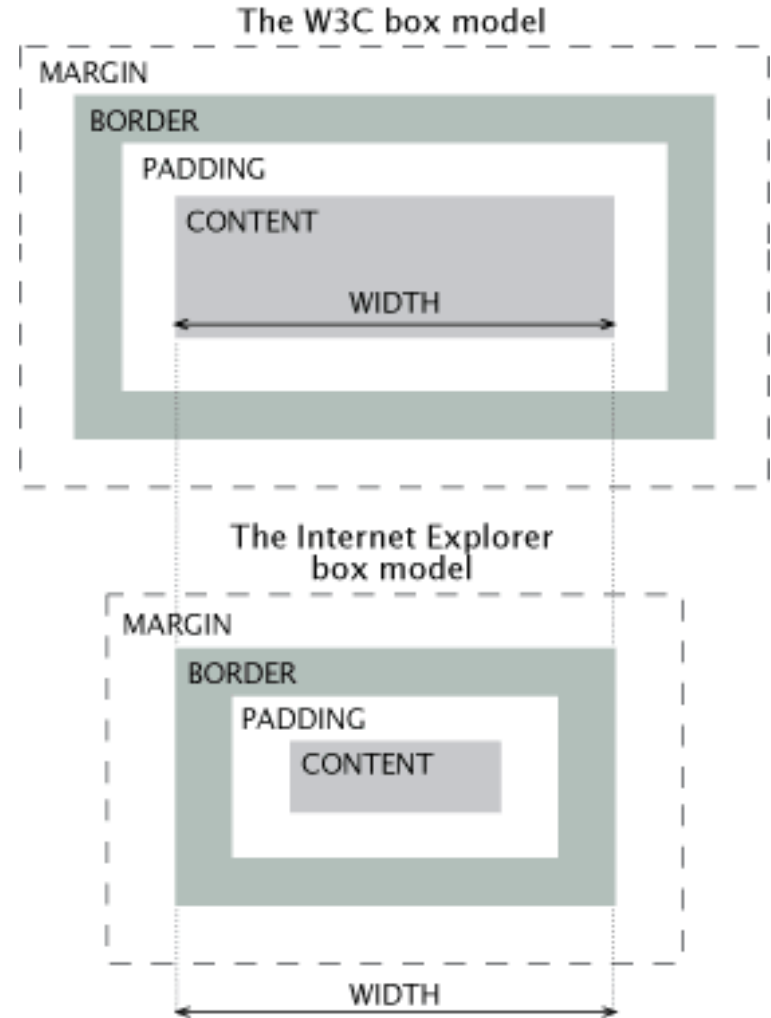 The W3C box model
MARGIN
BORDER
PADDING
CONTENT
WIDTH
The Internet Explorer
box model
MARGIN
BORDER
PADDING
CONTENT
WIDTH